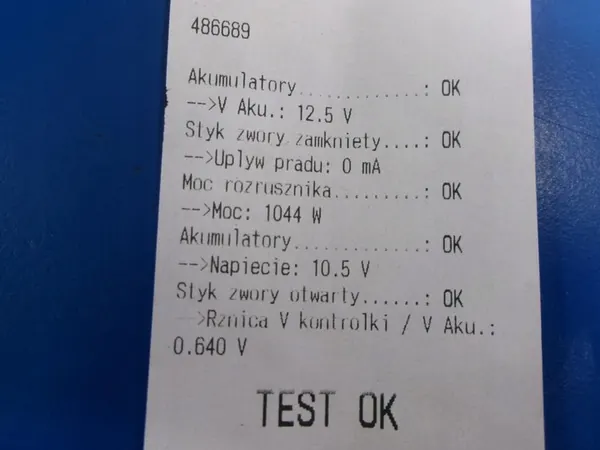 486689
Akumulatory.............: OK
-->V Aku.: 12.5 V
Styk zwory zamkniety....: OK
-->Uplyw pradu: 0 mA
Moc rozrusznika.........: OK
-->Moc: 1044 W
Akumulatory.............: OK
-->Napiecie: 10.5 V
Styk zwory otwarty......: OK
-->Rznica V kontrolki / V Aku.:
0.640 V
TEST OK